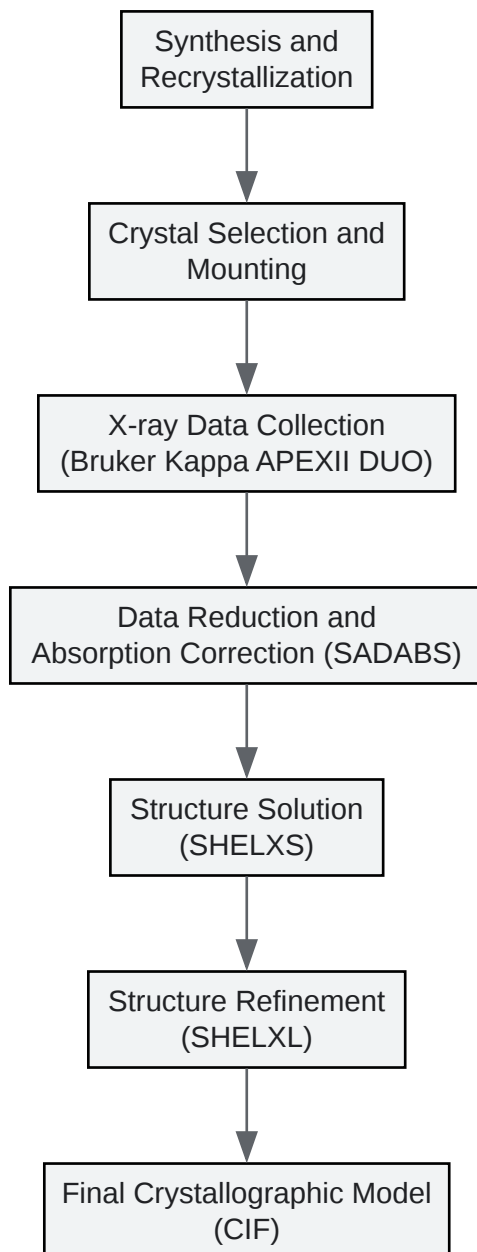 Synthesis and
Recrystallization
Crystal Selection and
Mounting
X-ray Data Collection
(Bruker Kappa APEXII DUO)
Data Reduction and
Absorption Correction (SADABS)
Structure Solution
(SHELXS)
Structure Refinement
(SHELXL)
Final Crystallographic Model
(CIF)